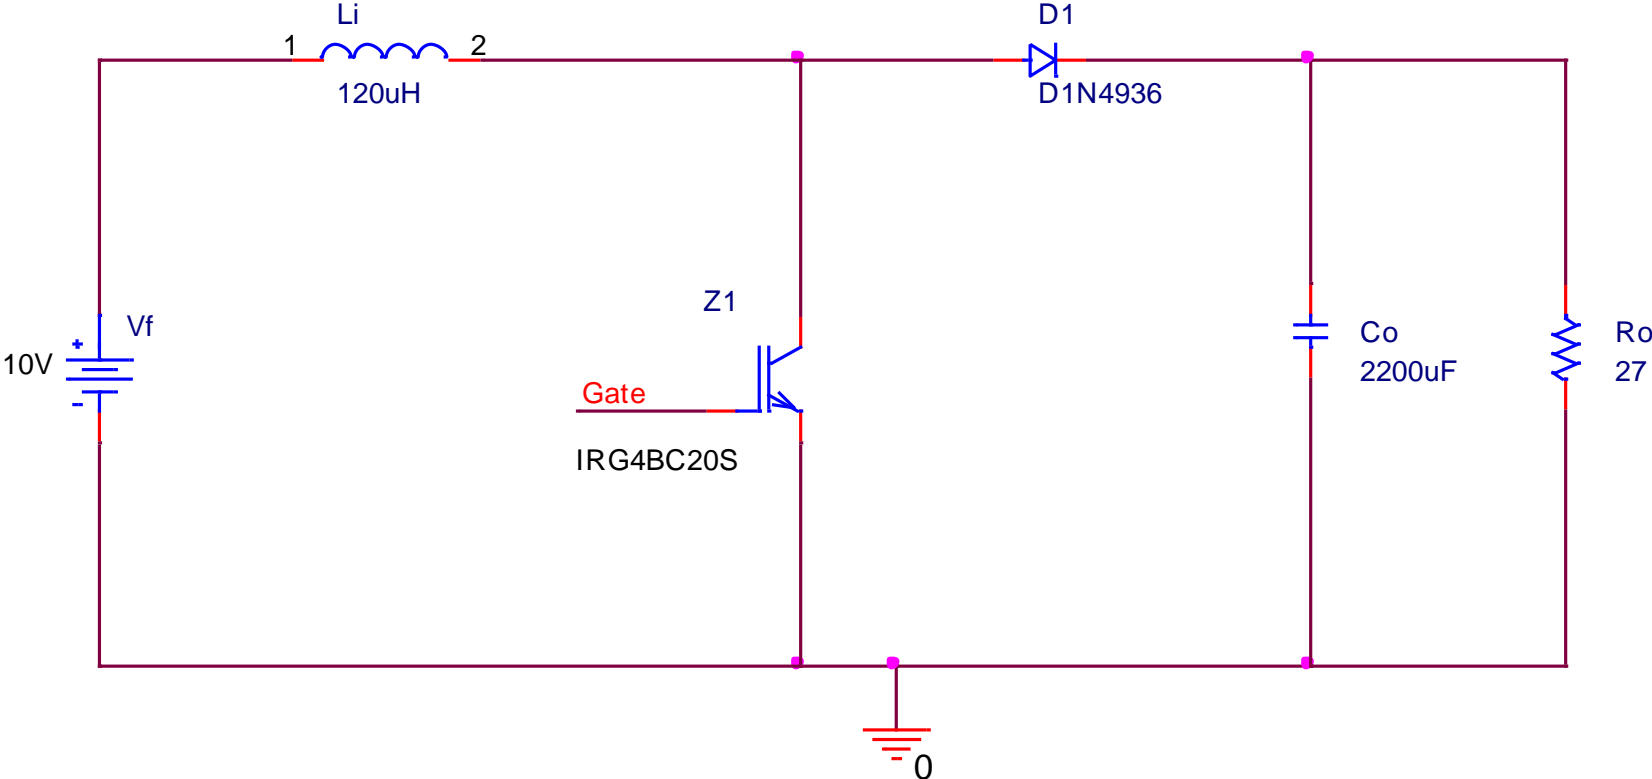 Li
D1
1
2
120uH
D1N4936
Z1
Vf
10V
Co
Ro
2200uF
27
Gate
IRG4BC20S
0